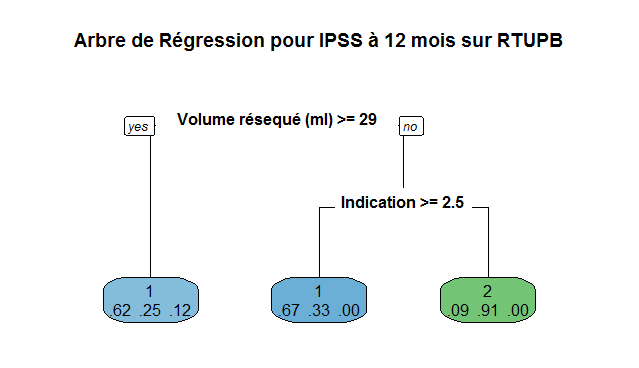 Arbre de Régression pour IPSS à 12 mois sur RTUPB
yes Volume résequé (ml) >= 29 no
Indication >= 2.5
1
.62 .25 .12
1
.67 .33 .00
2
.09 .91 .00